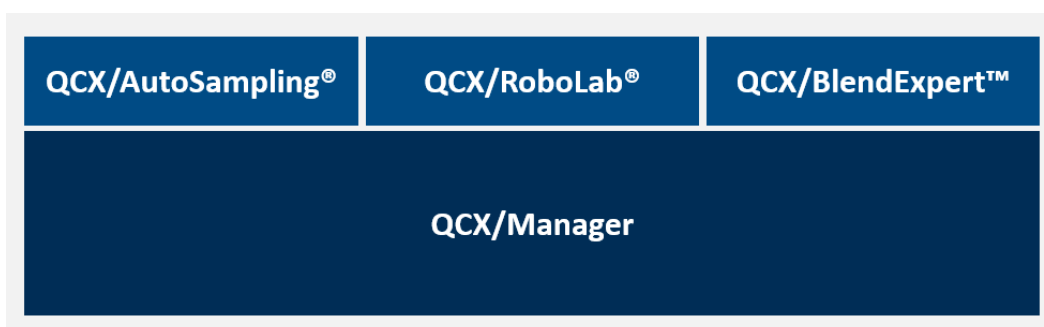 QCX/AutoSampling®
QCX/RoboLab®
QCX/BlendExpert™
QCX/Manager